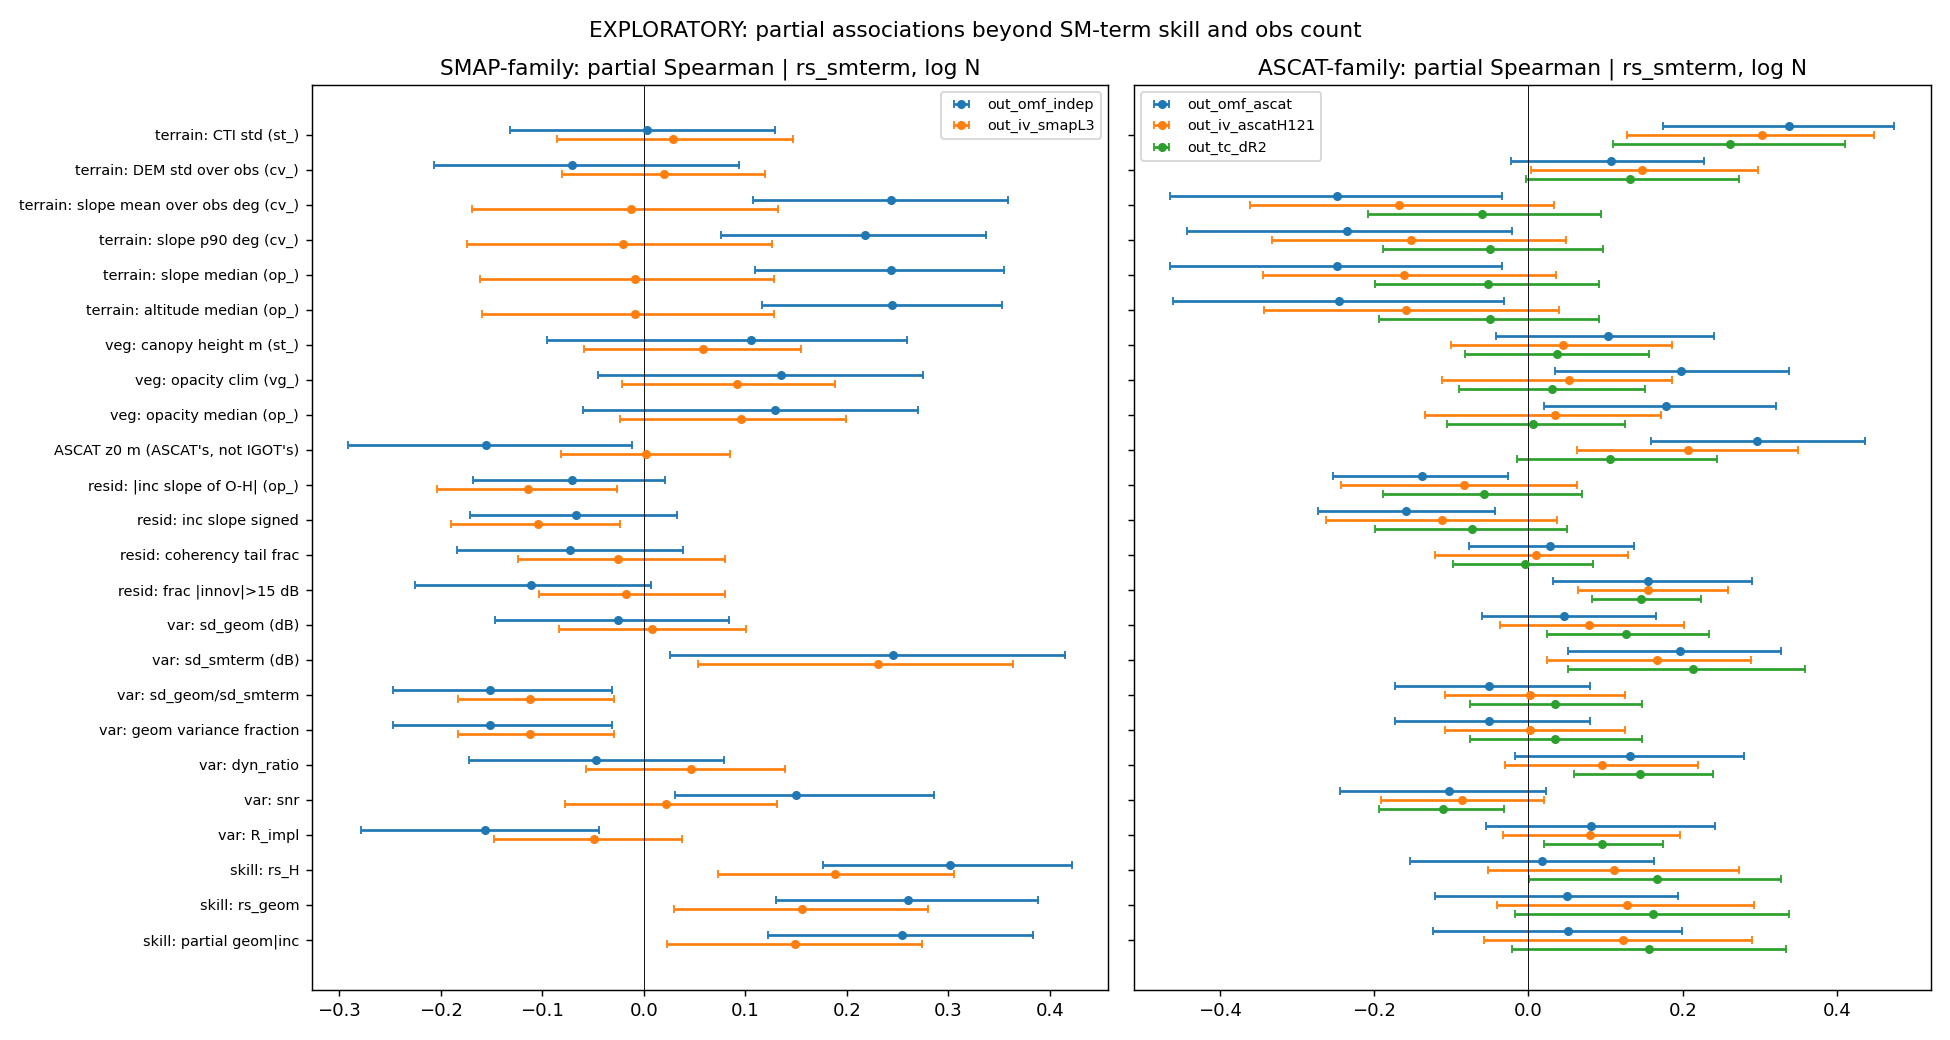 EXPLORATORY: partial associations beyond SM-term skill and obs count
SMAP-family: partial Spearman | rs_smterm, log N
ASCAT-family: partial Spearman | rs_smterm, log N
out_omf_indep
out_iv_smapL3
out_omf_ascat
out_iv_ascatH121
out_tc_dR2
terrain: CTI std (st_)
terrain: DEM std over obs (cv_)
terrain: slope mean over obs deg (cv_)
terrain: slope p90 deg (cv_)
terrain: slope median (op_)
terrain: altitude median (op_)
veg: canopy height m (st_)
veg: opacity clim (vg_)
veg: opacity median (op_)
ASCAT z0 m (ASCAT's, not IGOT's)
resid: |inc slope of O-H| (op_)
resid: inc slope signed
resid: coherency tail frac
resid: frac |innov|>15 dB
var: sd_geom (dB)
var: sd_smterm (dB)
var: sd_geom/sd_smterm
var: geom variance fraction
var: dyn_ratio
var: snr
var: R_impl
skill: rs_H
skill: rs_geom
skill: partial geom|inc
−0.3 −0.2 −0.1 0.0 0.1 0.2 0.3 0.4
−0.4 −0.2 0.0 0.2 0.4